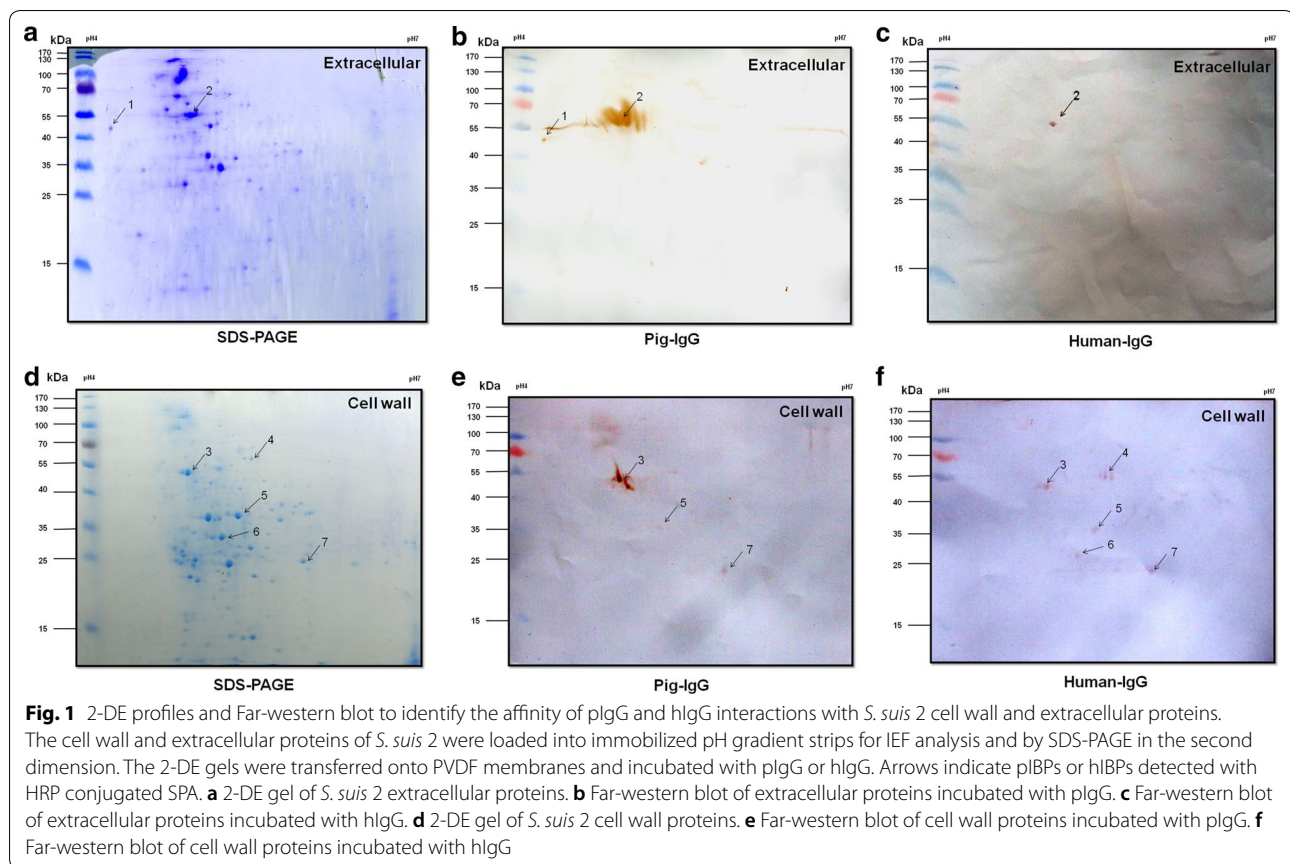 a
kDa
pH4
pH7
Extracellular
170
130
100
70
55
40
35
25
15
1
2
SDS-PAGE
b
kDa
pH4
pH7
Extracellular
170
130
100
70
55
40
35
25
15
1
2
Pig-IgG
c
kDa
pH4
pH7
Extracellular
170
130
100
70
55
40
35
25
15
2
Human-IgG
d
kDa
pH4
pH7
Cell wall
170
130
100
70
55
40
35
25
15
3
4
5
6
7
SDS-PAGE
e
kDa
pH4
pH7
Cell wall
170
130
100
70
55
40
35
25
15
3
5
7
Pig-IgG
f
kDa
pH4
pH7
Cell wall
170
130
100
70
55
40
35
25
15
3
4
5
6
7
Human-IgG
Fig. 1 2-DE profiles and Far-western blot to identify the affinity of pIgG and hIgG interactions with S. suis 2 cell wall and extracellular proteins.
The cell wall and extracellular proteins of S. suis 2 were loaded into immobilized pH gradient strips for IEF analysis and by SDS-PAGE in the second
dimension. The 2-DE gels were transferred onto PVDF membranes and incubated with pIgG or hIgG. Arrows indicate pIBPs or hIBPs detected with
HRP conjugated SPA. a 2-DE gel of S. suis 2 extracellular proteins. b Far-western blot of extracellular proteins incubated with pIgG. c Far-western blot
of extracellular proteins incubated with hIgG. d 2-DE gel of S. suis 2 cell wall proteins. e Far-western blot of cell wall proteins incubated with pIgG. f
Far-western blot of cell wall proteins incubated with hIgG